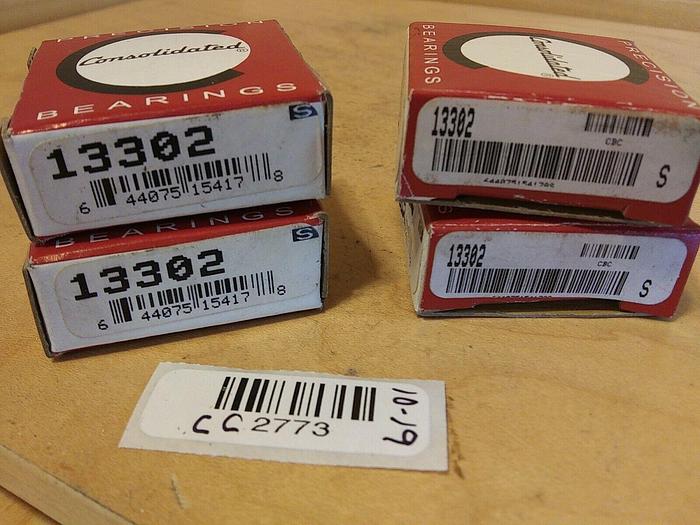 PRECISION
Consolidated
BEARINGS
13302
6 44075 15417 8
BEARINGS
13302
6 44075 15417 8
BEARINGS
Consolidated
PRECISION
13302
CBC
S
13302
CBC
S
CC2773
10-19